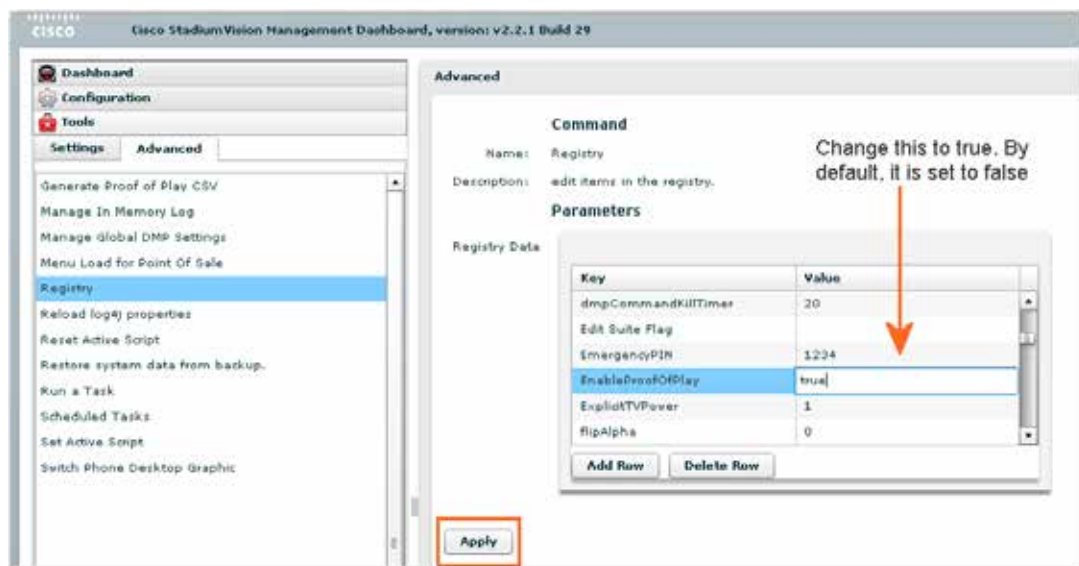 CISCO
Cisco StadiumVision Management Dashboard, version: v2.2.1 Build 29
Dashboard
Configuration
Tools
Settings
Advanced
Generate Proof of Play CSV
Manage In Memory Log
Manage Global DMP Settings
Menu Load for Point Of Sale
Registry
Reload log4j properties
Reset Active Script
Restore system data from backup.
Run a Task
Scheduled Tasks
Set Active Script
Switch Phone Desktop Graphic
Advanced
Command
Name: Registry
Description: edit items in the registry.
Parameters
Registry Data
Change this to true. By
default, it is set to false
Key Value
dmpCommandKillTimer 20
Edit Suite Flag
EmergencyPIN 1234
EnableProofOfPlay true
ExplicitTVPower 1
flipAlpha 0
Add Row Delete Row
Apply